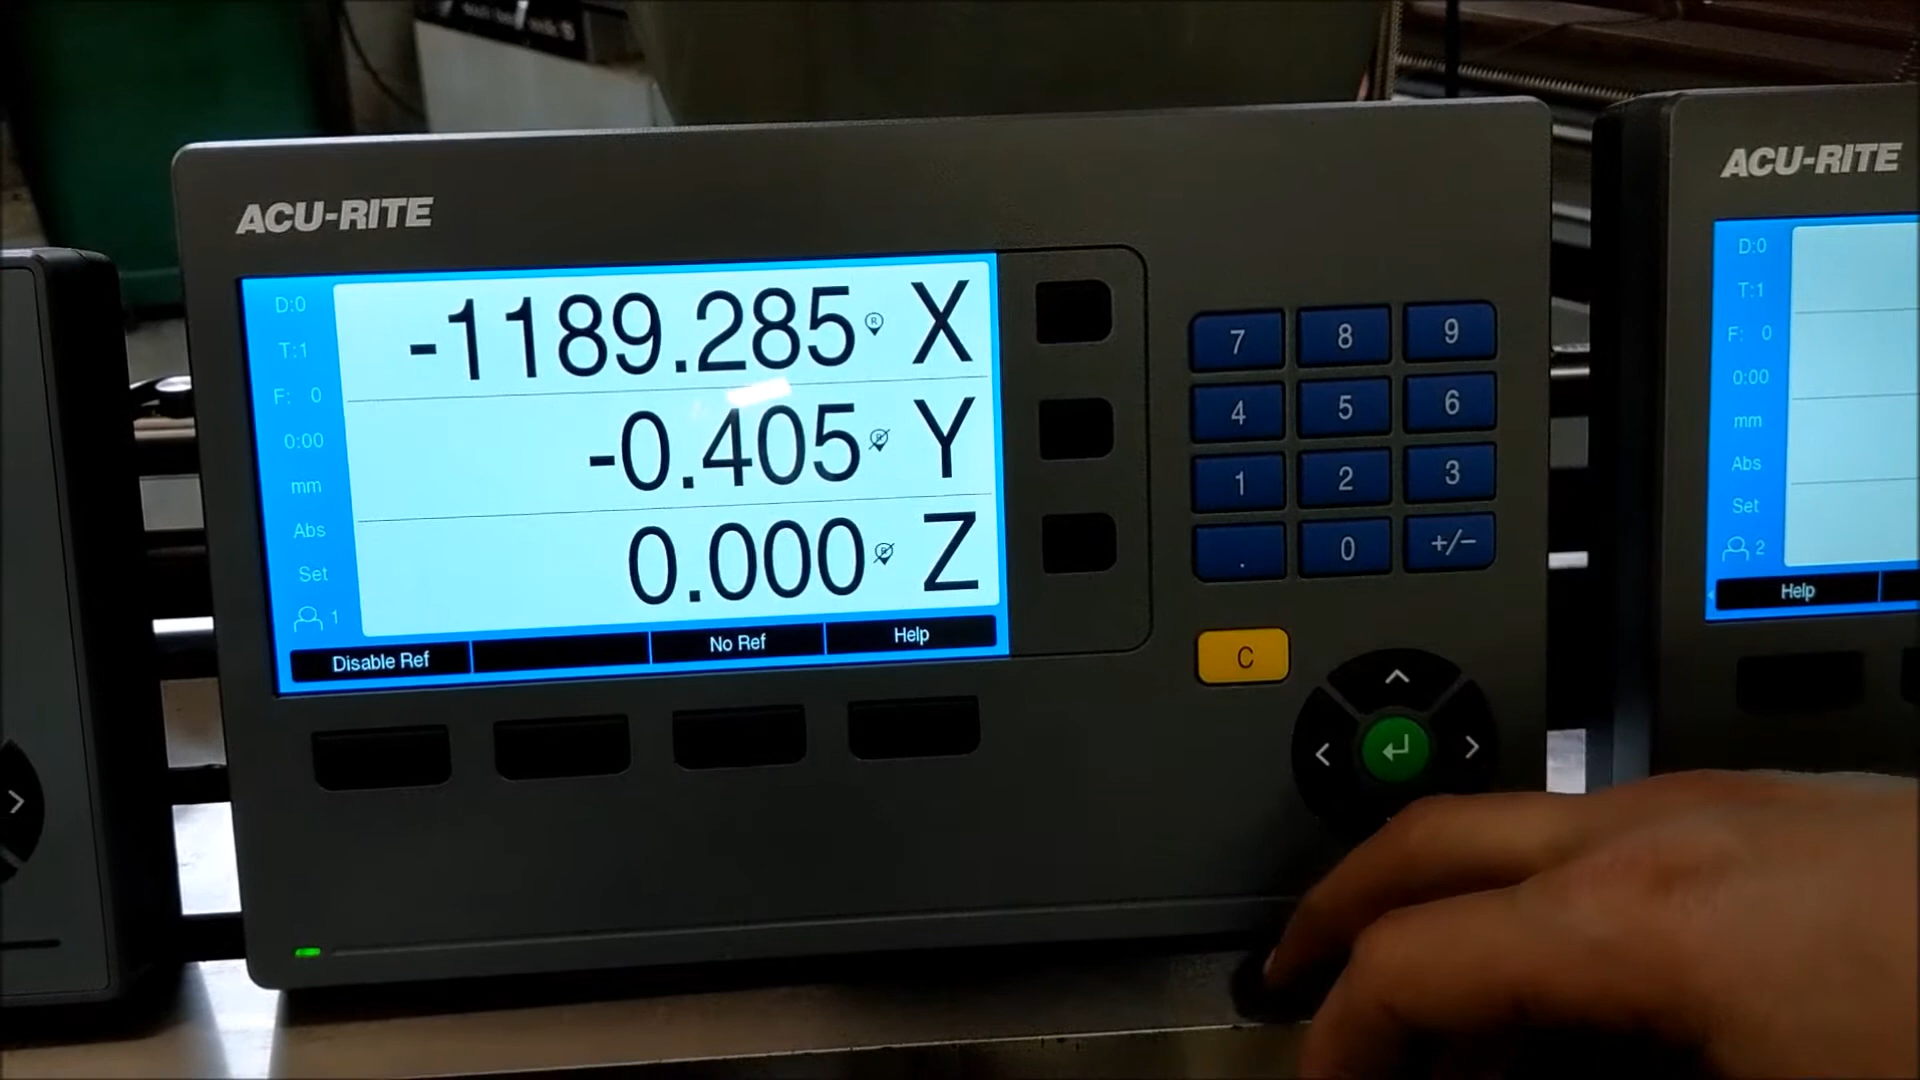 ACU-RITE
D:0
T:1
F: 0
0:00
mm
Abs
Set
1
-1189.285 R X
-0.405 R Y
0.000 R Z
Disable Ref
No Ref
Help
7 8 9
4 5 6
1 2 3
. 0 +/-
C
ACU-RITE
D:0
T:1
F: 0
0:00
mm
Abs
Set
2
Help